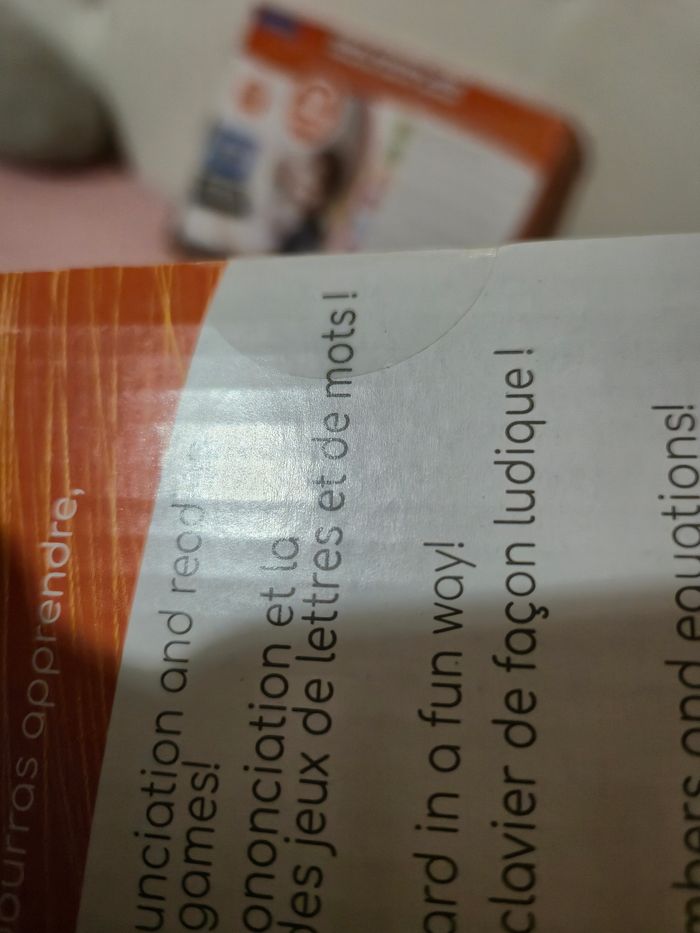 ourras apprendre,
unciation and read
games!
ononciation et la
des jeux de lettres et de mots !
ard in a fun way!
clavier de façon ludique !
mbers and equations!